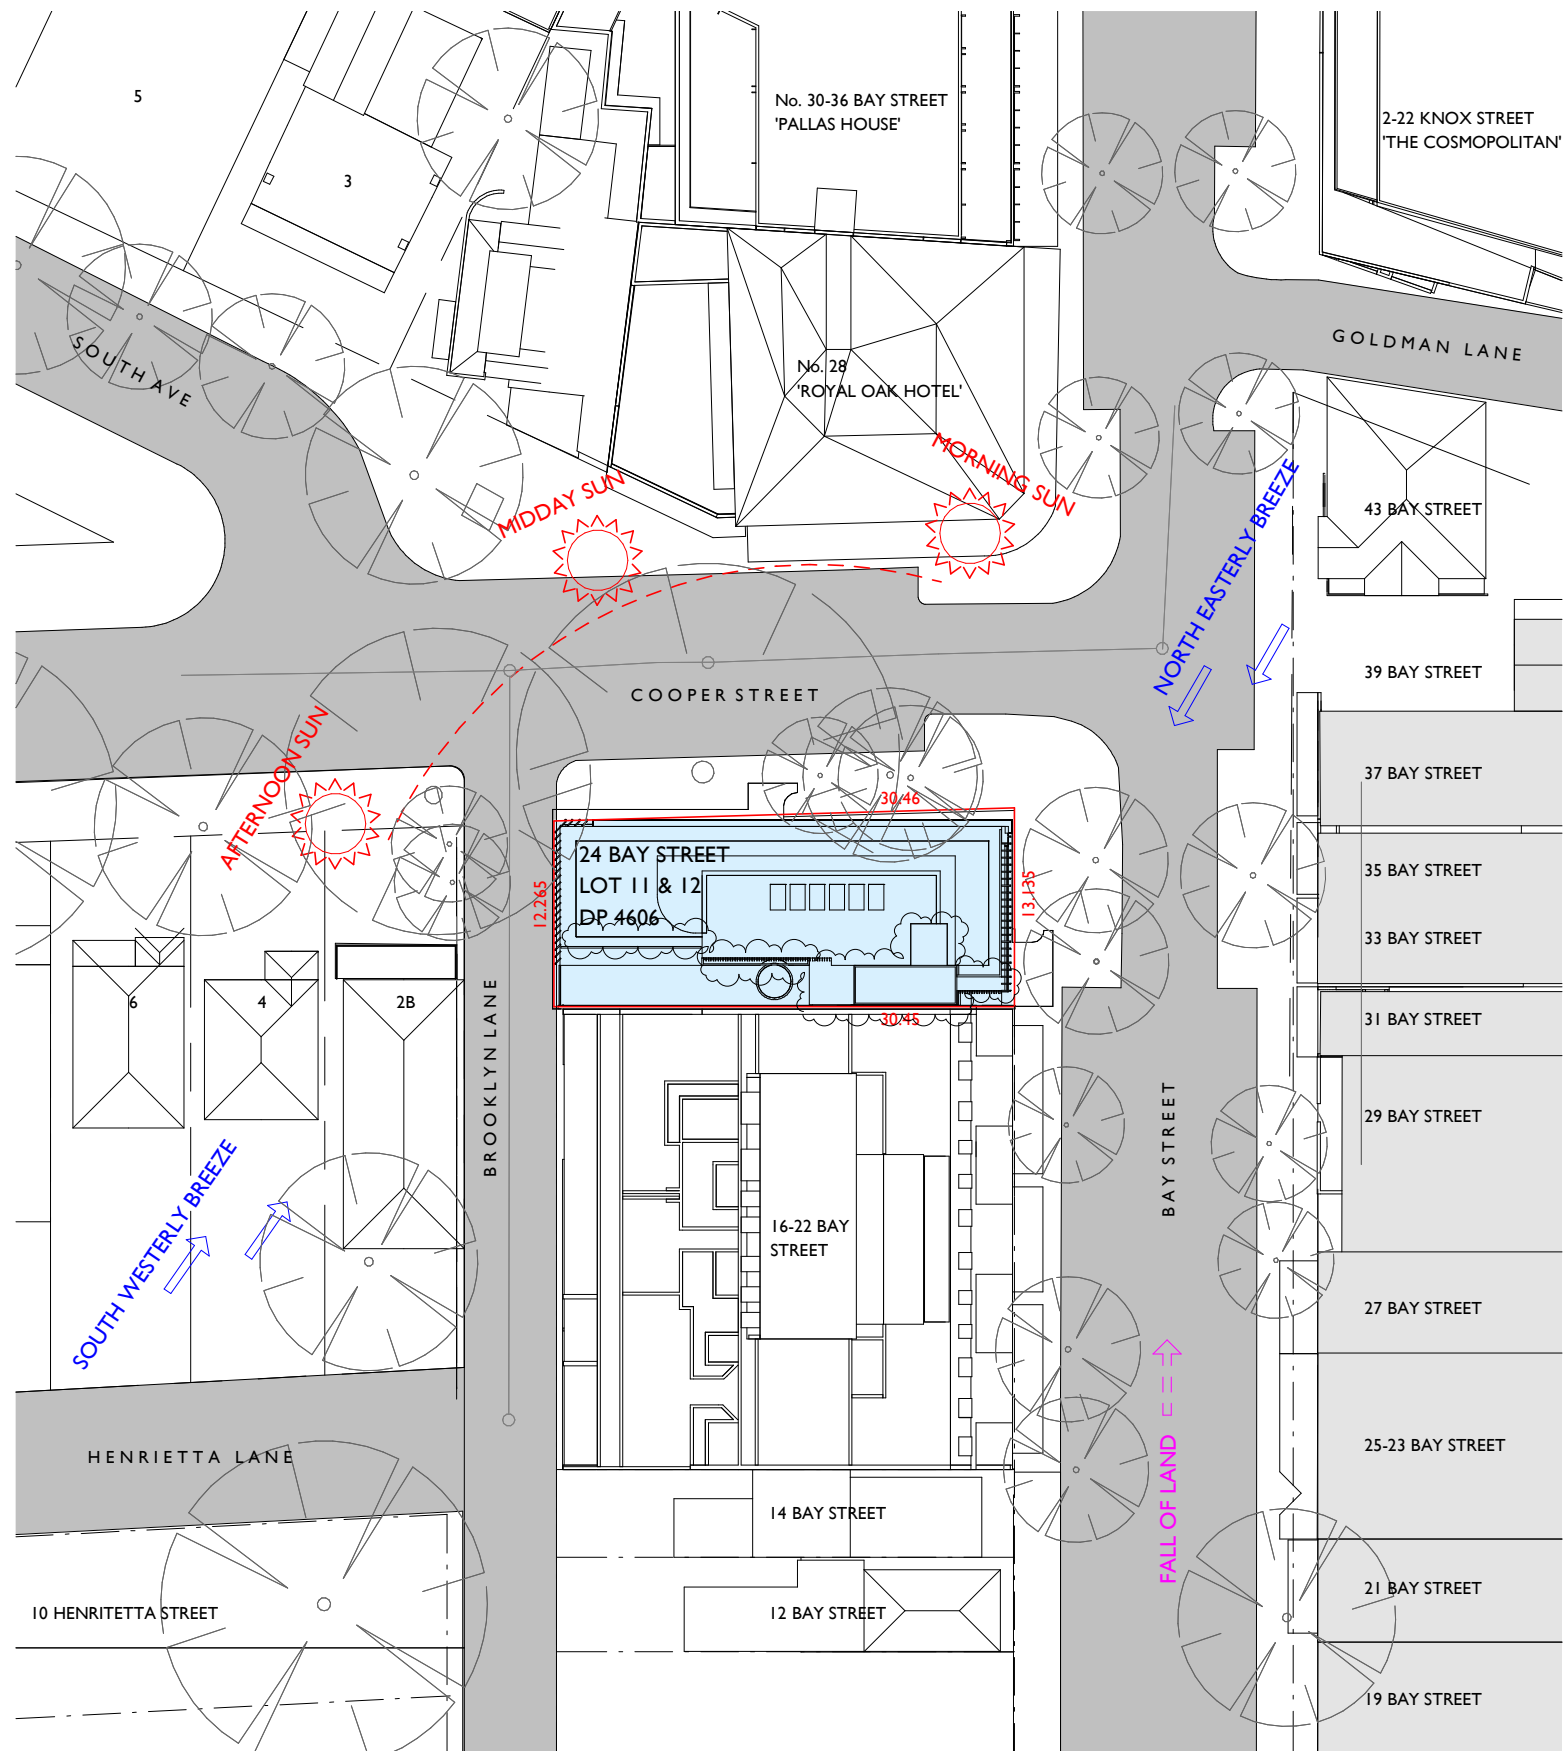 5
No. 30-36 BAY STREET
'PALLAS HOUSE'
2-22 KNOX STREET
'THE COSMOPOLITAN'
3
SOUTH AVE
GOLDMAN LANE
No. 28
'ROYAL OAK HOTEL'
MIDDAY SUN
MORNING SUN
NORTH EASTERLY BREEZE
43 BAY STREET
39 BAY STREET
COOPER STREET
AFTERNOON SUN
37 BAY STREET
30.46
24 BAY STREET
LOT 11 & 12
DP 4606
12.265
13.135
30.45
35 BAY STREET
33 BAY STREET
31 BAY STREET
29 BAY STREET
6
4
2B
BROOKLYN LANE
BAY STREET
SOUTH WESTERLY BREEZE
16-22 BAY
STREET
27 BAY STREET
FALL OF LAND
25-23 BAY STREET
HENRIETTA LANE
14 BAY STREET
21 BAY STREET
10 HENRITETTA STREET
12 BAY STREET
19 BAY STREET